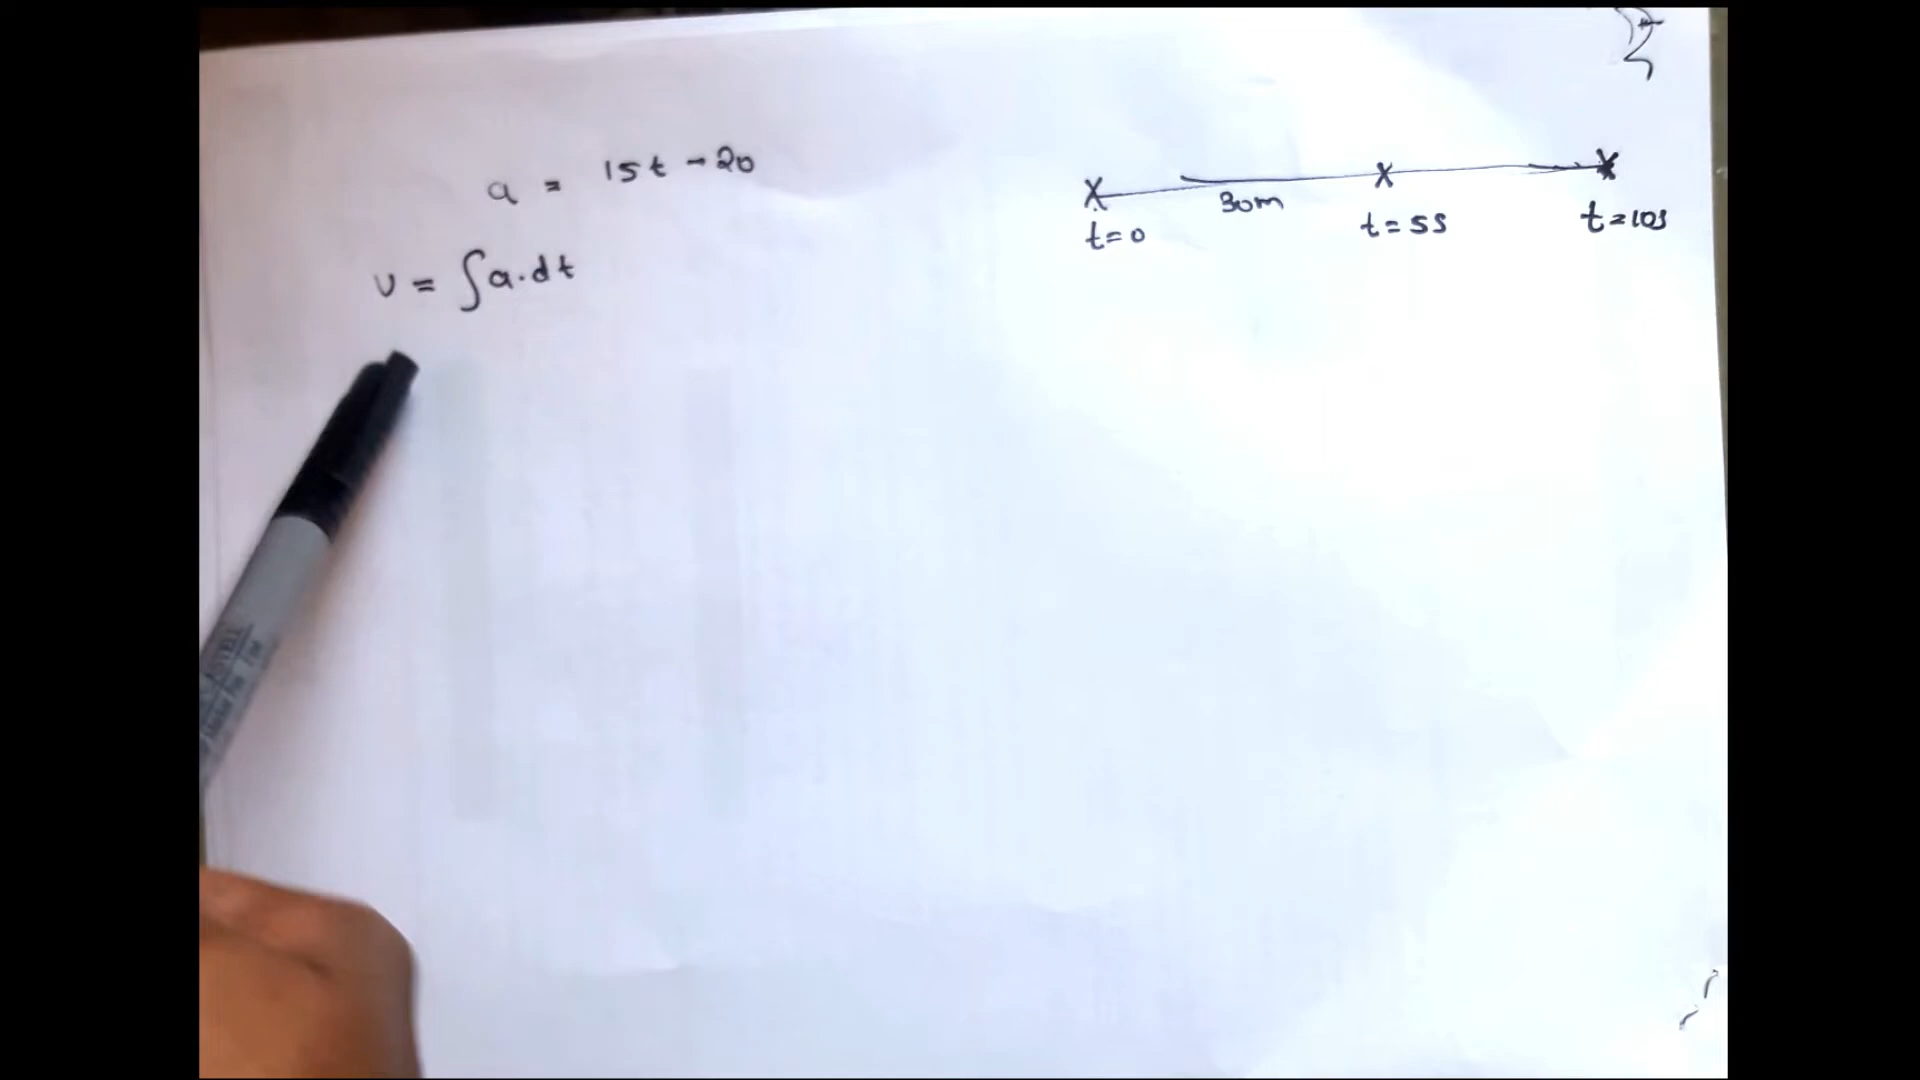 a = 15t - 20
30m
t=0
t=5s
t=10s
v = ∫a.dt